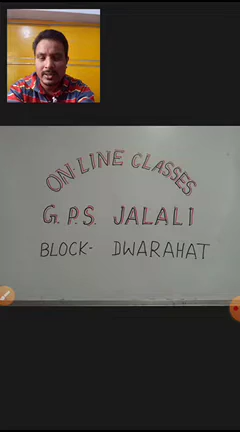 ON-LINE CLASSES
G.P.S. JALALI
BLOCK- DWARAHAT